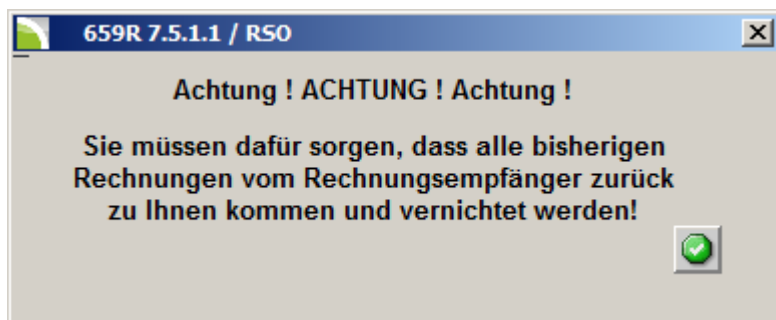 659R 7.5.1.1 / RSO
Achtung ! ACHTUNG ! Achtung !
Sie müssen dafür sorgen, dass alle bisherigen
Rechnungen vom Rechnungsempfänger zurück
zu Ihnen kommen und vernichtet werden!